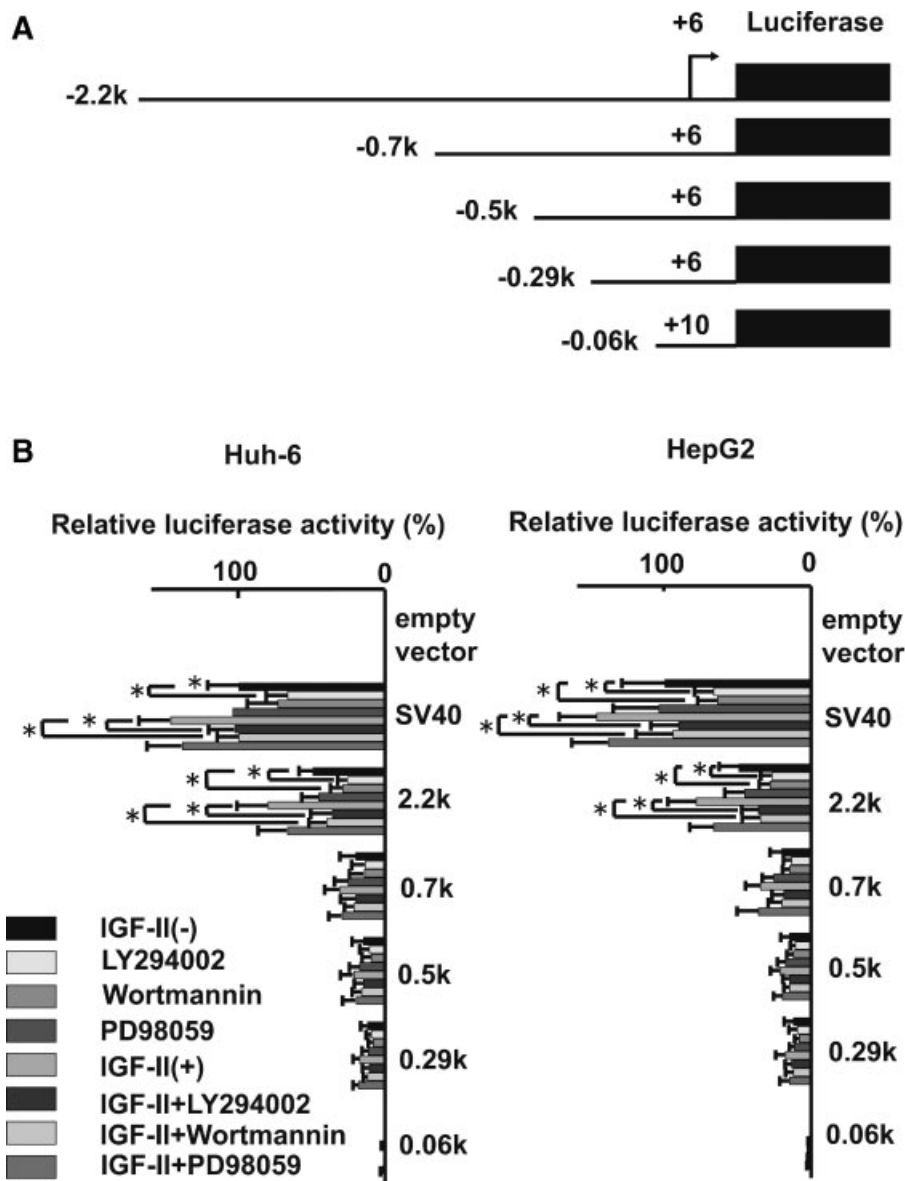 A
+6 Luciferase
-2.2k
-0.7k +6
-0.5k +6
-0.29k +6
-0.06k +10
B
Huh-6
Relative luciferase activity (%)
100 0
empty
vector
* *
SV40
* *
* *
2.2k
* *
0.7k
0.5k
0.29k
0.06k
IGF-II(-)
LY294002
Wortmannin
PD98059
IGF-II(+)
IGF-II+LY294002
IGF-II+Wortmannin
IGF-II+PD98059
HepG2
Relative luciferase activity (%)
100 0
empty
vector
* *
SV40
* *
* *
2.2k
* *
0.7k
0.5k
0.29k
0.06k